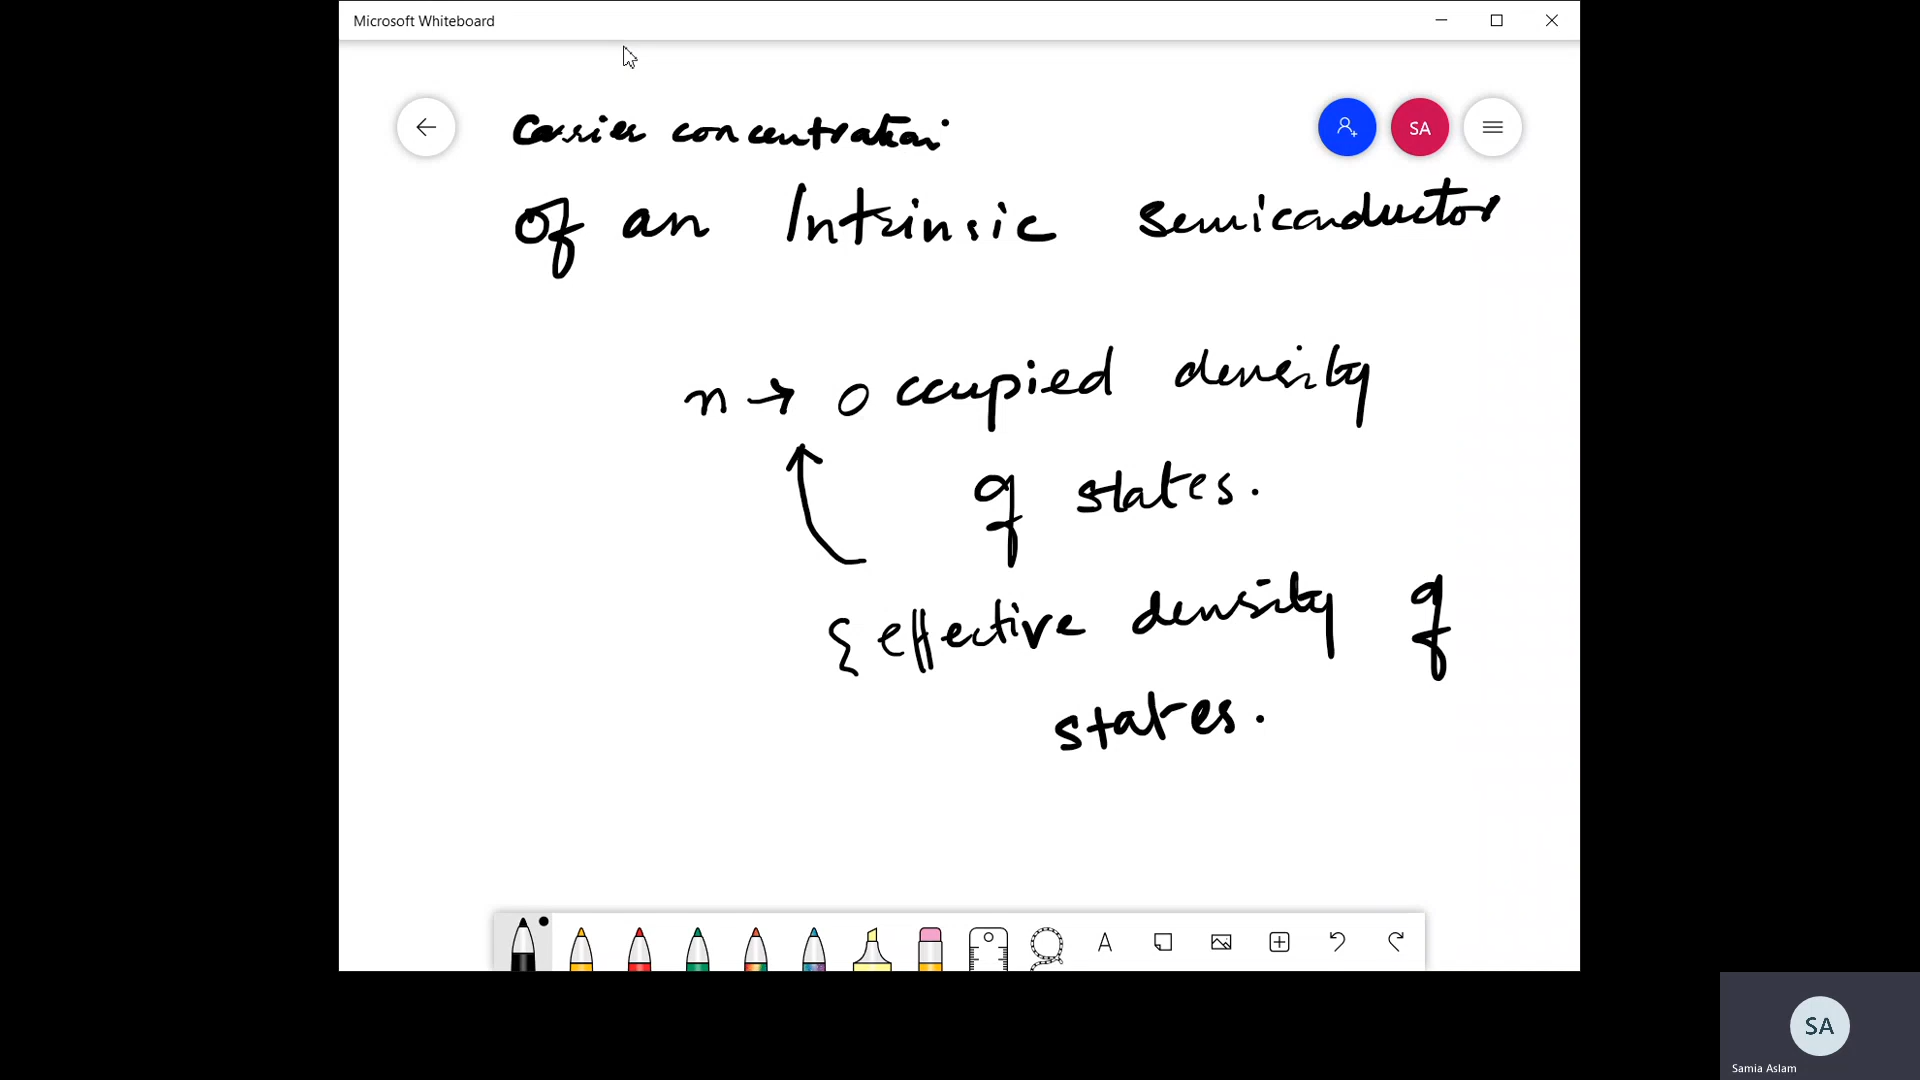 Microsoft Whiteboard
Carrier concentration
SA
of an Intrinsic semiconductor
n → occupied density
of states.
{ effective density of
states.
A
SA
Samia Aslam